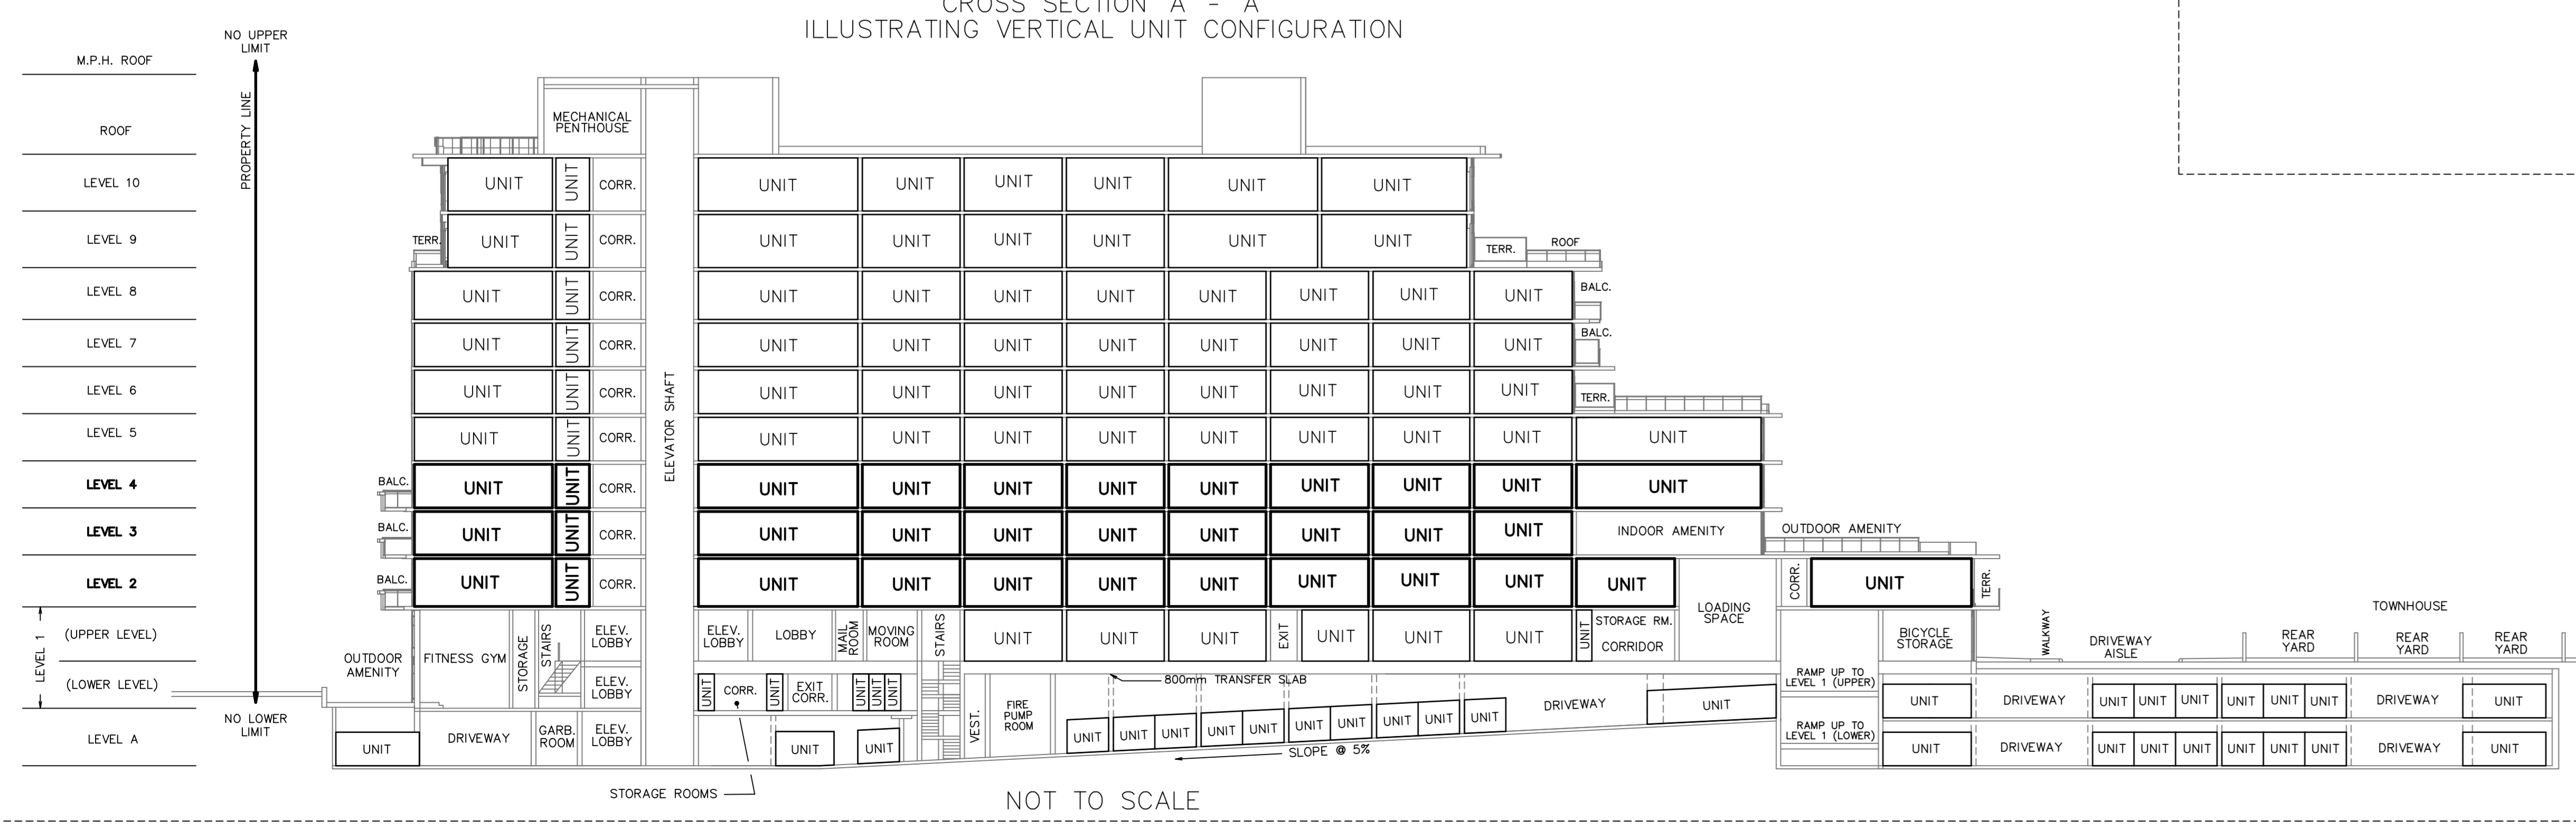 CROSS SECTION A - A
ILLUSTRATING VERTICAL UNIT CONFIGURATION
NO UPPER
LIMIT
M.P.H. ROOF
PROPERTY LINE
MECHANICAL
PENTHOUSE
ROOF
LEVEL 10
UNIT UNIT CORR. UNIT UNIT UNIT UNIT UNIT UNIT
LEVEL 9
TERR. UNIT UNIT CORR. UNIT UNIT UNIT UNIT UNIT UNIT TERR. ROOF
LEVEL 8
UNIT UNIT CORR. UNIT UNIT UNIT UNIT UNIT UNIT UNIT UNIT BALC.
LEVEL 7
UNIT UNIT CORR. UNIT UNIT UNIT UNIT UNIT UNIT UNIT UNIT BALC.
LEVEL 6
UNIT UNIT CORR. UNIT UNIT UNIT UNIT UNIT UNIT UNIT UNIT TERR.
ELEVATOR SHAFT
LEVEL 5
UNIT UNIT CORR. UNIT UNIT UNIT UNIT UNIT UNIT UNIT UNIT UNIT
LEVEL 4
BALC. UNIT UNIT CORR. UNIT UNIT UNIT UNIT UNIT UNIT UNIT UNIT UNIT
LEVEL 3
BALC. UNIT UNIT CORR. UNIT UNIT UNIT UNIT UNIT UNIT UNIT UNIT INDOOR AMENITY OUTDOOR AMENITY
LEVEL 2
BALC. UNIT UNIT CORR. UNIT UNIT UNIT UNIT UNIT UNIT UNIT UNIT UNIT CORR. UNIT TERR.
LOADING
SPACE
LEVEL 1
(UPPER LEVEL)
(LOWER LEVEL)
OUTDOOR
AMENITY
FITNESS GYM
STORAGE
STAIRS
ELEV.
LOBBY
ELEV.
LOBBY
ELEV.
LOBBY
LOBBY
MAIL
ROOM
MOVING
ROOM
STAIRS
UNIT UNIT UNIT EXIT UNIT UNIT UNIT UNIT
STORAGE RM.
CORRIDOR
BICYCLE
STORAGE
WALKWAY
DRIVEWAY
AISLE
TOWNHOUSE
REAR
YARD
REAR
YARD
REAR
YARD
UNIT CORR. UNIT
EXIT
CORR.
UNIT UNIT UNIT
800mm TRANSFER SLAB
RAMP UP TO
LEVEL 1 (UPPER)
UNIT DRIVEWAY UNIT UNIT UNIT UNIT UNIT UNIT DRIVEWAY UNIT
NO LOWER
LIMIT
LEVEL A
UNIT
DRIVEWAY
GARB.
ROOM
ELEV.
LOBBY
UNIT UNIT
VEST.
FIRE
PUMP
ROOM
UNIT UNIT UNIT UNIT UNIT UNIT UNIT UNIT UNIT UNIT DRIVEWAY UNIT
SLOPE @ 5%
RAMP UP TO
LEVEL 1 (LOWER)
UNIT DRIVEWAY UNIT UNIT UNIT UNIT UNIT UNIT DRIVEWAY UNIT
STORAGE ROOMS
NOT TO SCALE